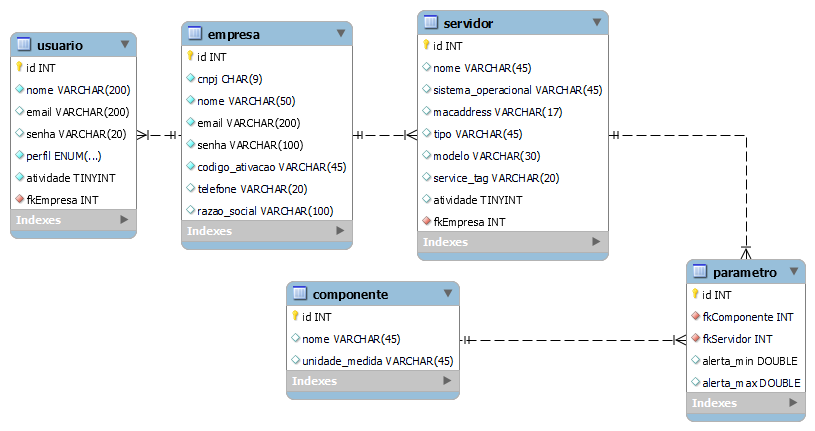 usuario
id INT
nome VARCHAR(200)
email VARCHAR(200)
senha VARCHAR(20)
perfil ENUM(...)
atividade TINYINT
fkEmpresa INT
Indexes
empresa
id INT
cnpj CHAR(9)
nome VARCHAR(50)
email VARCHAR(200)
senha VARCHAR(100)
codigo_ativacao VARCHAR(45)
telefone VARCHAR(20)
razao_social VARCHAR(100)
Indexes
servidor
id INT
nome VARCHAR(45)
sistema_operacional VARCHAR(45)
macaddress VARCHAR(17)
tipo VARCHAR(45)
modelo VARCHAR(30)
service_tag VARCHAR(20)
atividade TINYINT
fkEmpresa INT
Indexes
componente
id INT
nome VARCHAR(45)
unidade_medida VARCHAR(45)
Indexes
parametro
id INT
fkComponente INT
fkServidor INT
alerta_min DOUBLE
alerta_max DOUBLE
Indexes